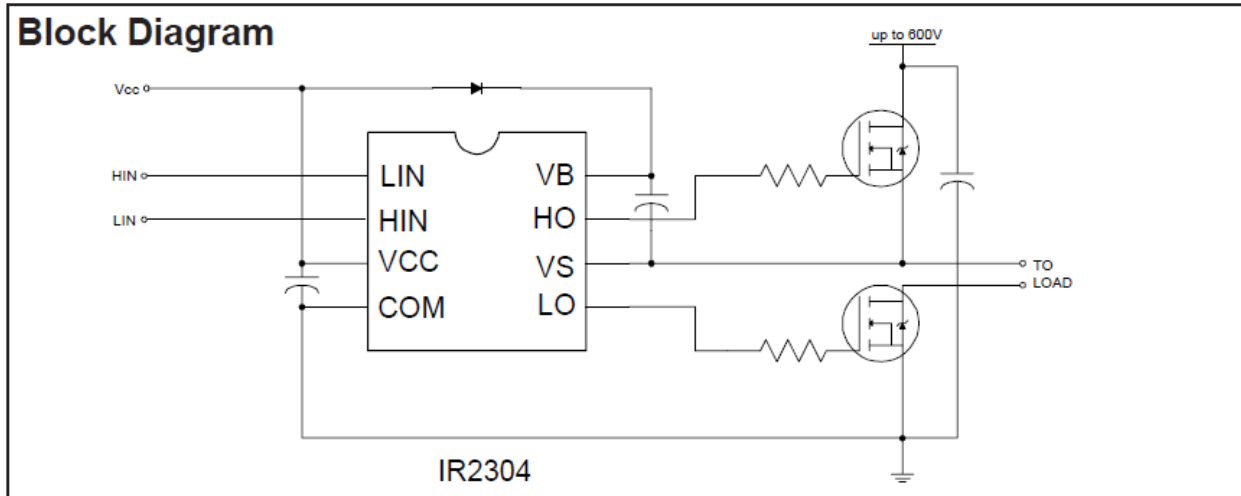 Block Diagram
up to 600V
Vcc
HIN
LIN
LIN
HIN
VCC
COM
VB
HO
VS
LO
TO
LOAD
IR2304